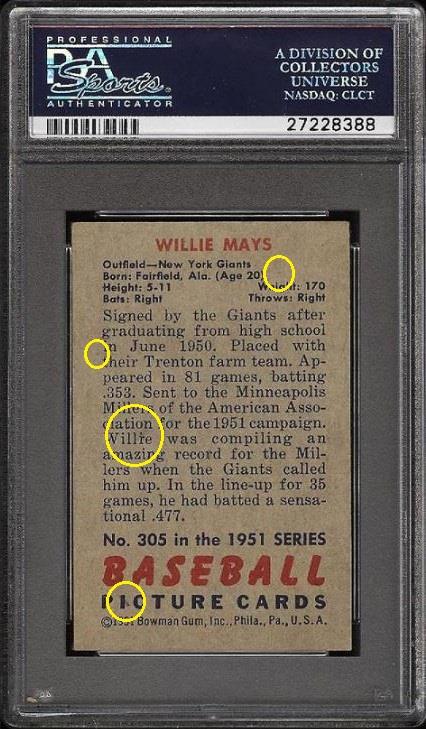 PROFESSIONAL
PSA
Sports
AUTHENTICATOR
A DIVISION OF
COLLECTORS
UNIVERSE
NASDAQ: CLCT
27228388
WILLIE MAYS
Outfield—New York Giants
Born: Fairfield, Ala. (Age 20)
Height: 5-11 Weight: 170
Bats: Right Throws: Right
Signed by the Giants after
graduating from high school
in June 1950. Placed with
their Trenton farm team. Ap-
peared in 81 games, batting
.353. Sent to the Minneapolis
Millers of the American Asso-
ciation for the 1951 campaign.
Willie was compiling an
amazing record for the Mil-
lers when the Giants called
him up. In the line-up for 35
games, he had batted a sensa-
tional .477.
No. 305 in the 1951 SERIES
BASEBALL
PICTURE CARDS
©1951 Bowman Gum, Inc., Phila., Pa., U.S.A.